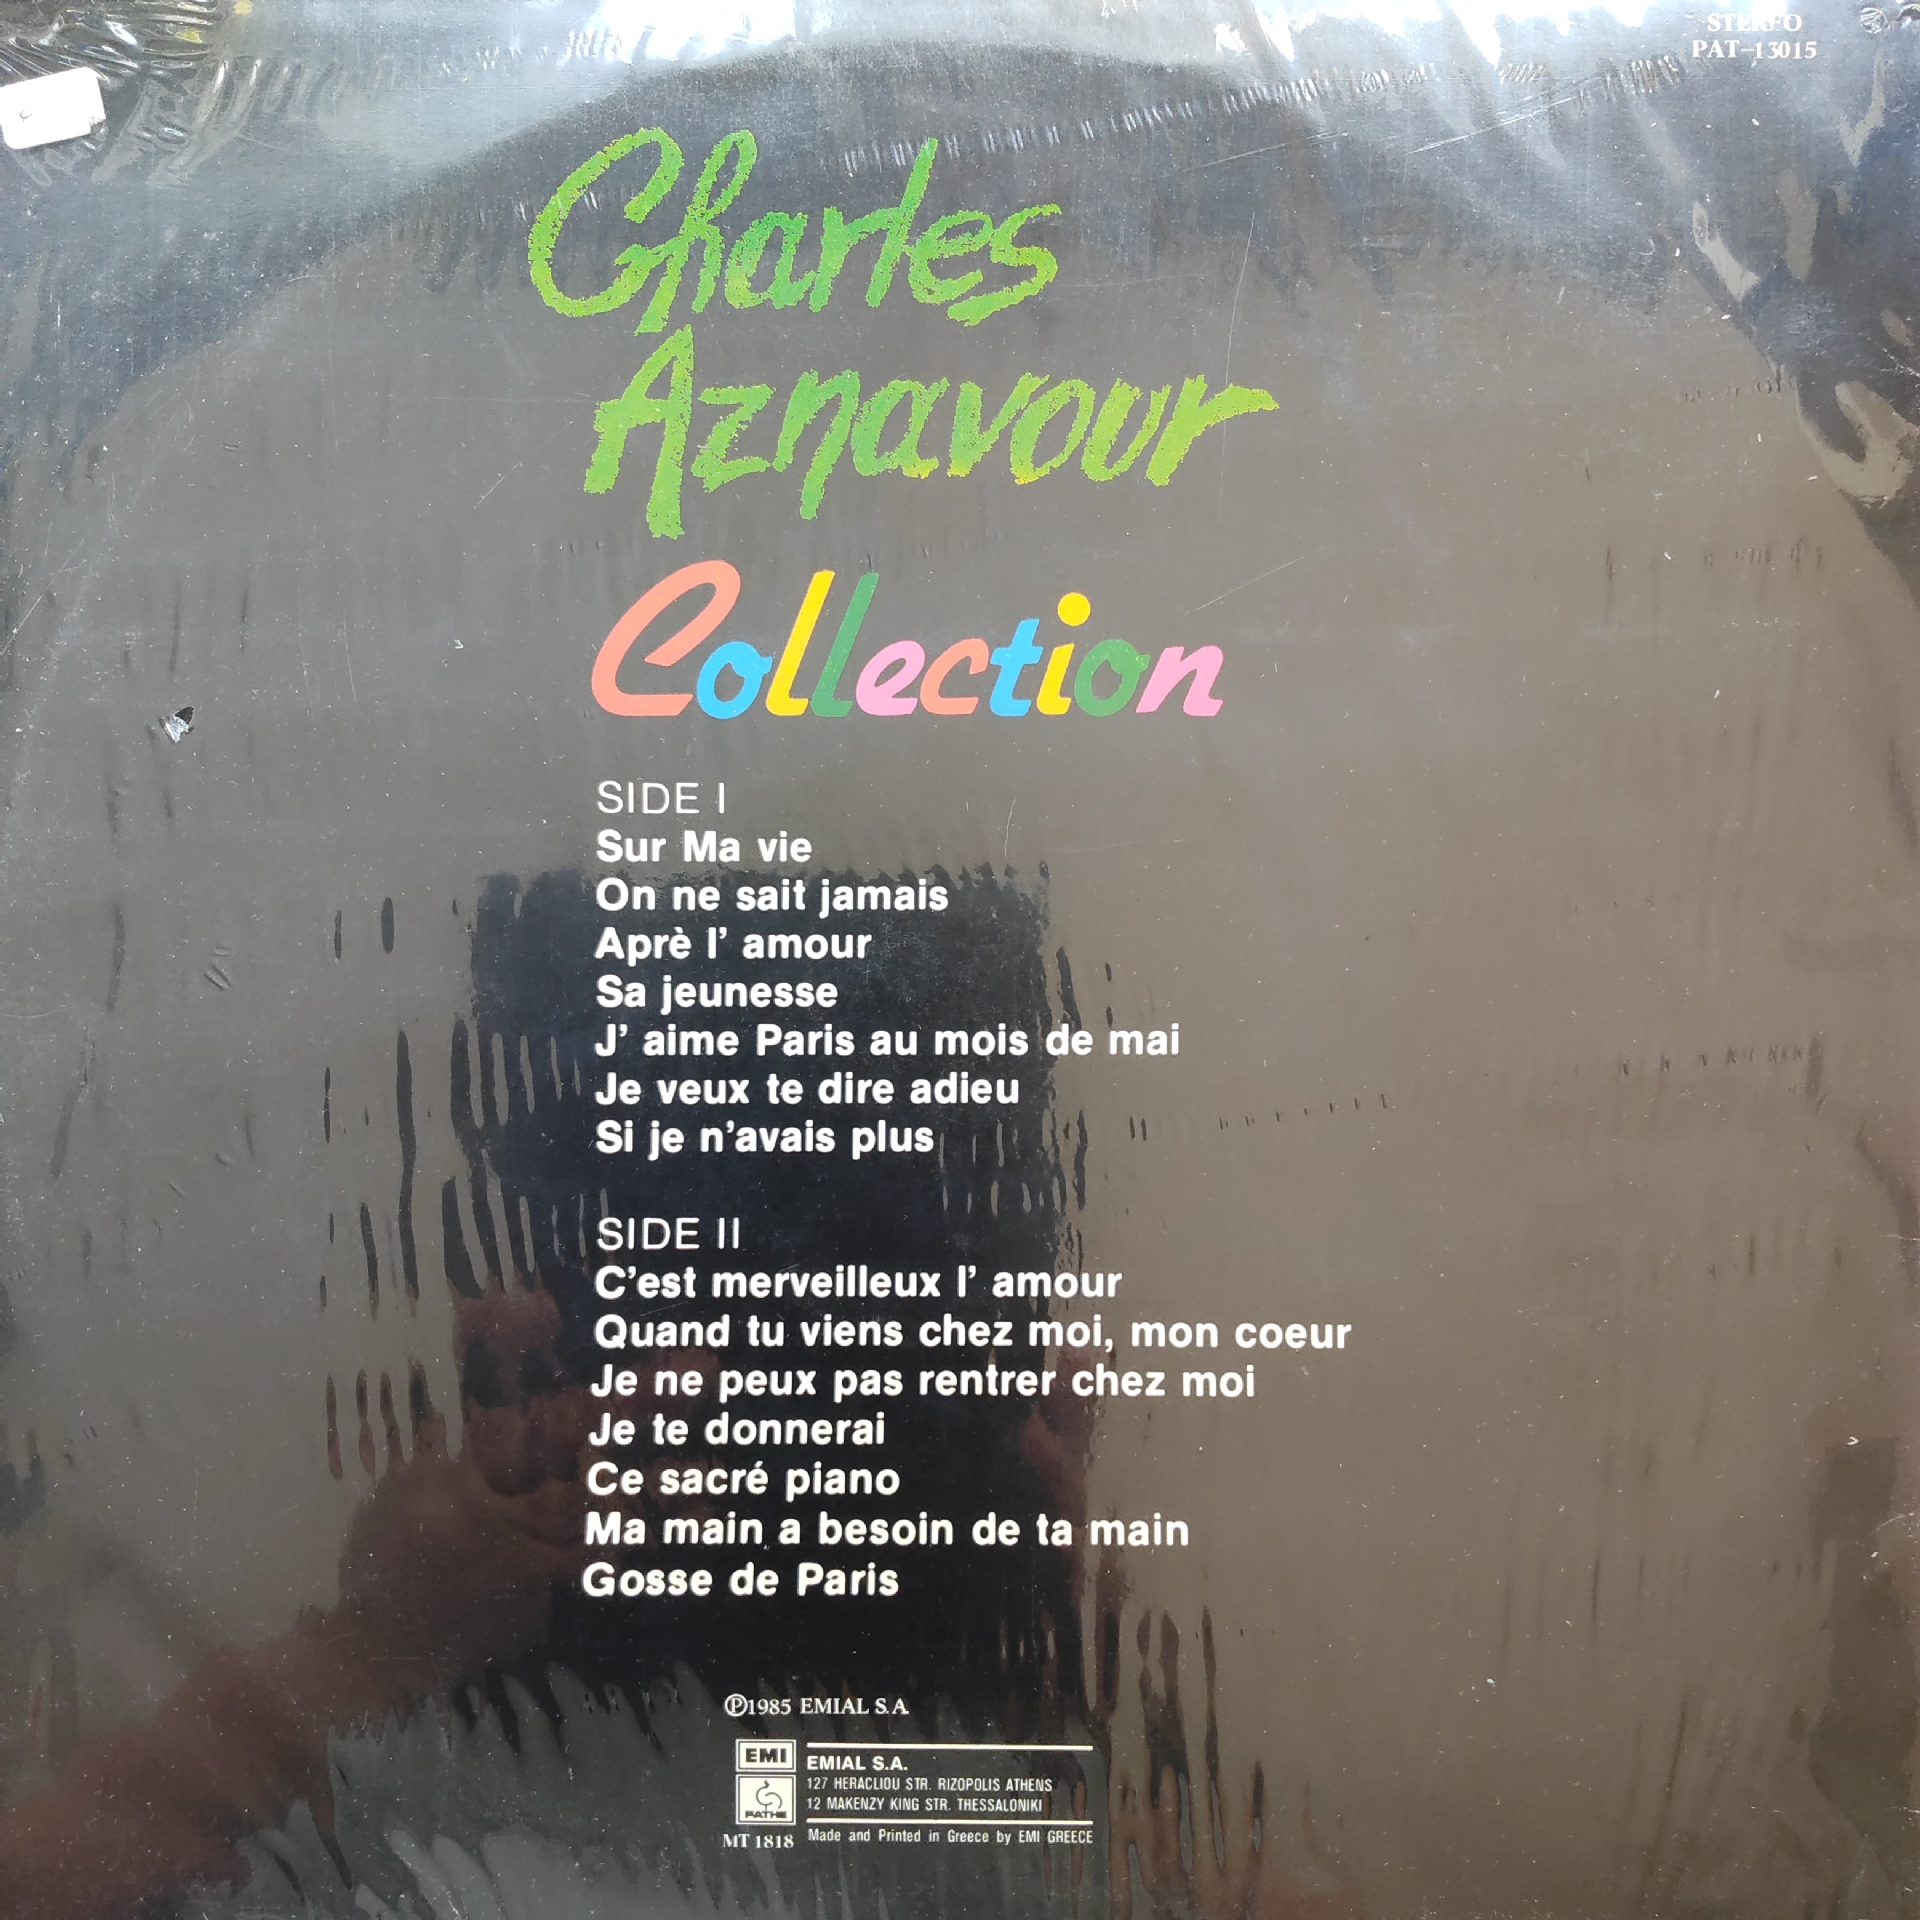 STEREO
PAT-13015
Charles
Aznavour
Collection
SIDE I
Sur Ma vie
On ne sait jamais
Aprè l' amour
Sa jeunesse
J' aime Paris au mois de mai
Je veux te dire adieu
Si je n'avais plus
SIDE II
C'est merveilleux l' amour
Quand tu viens chez moi, mon coeur
Je ne peux pas rentrer chez moi
Je te donnerai
Ce sacré piano
Ma main a besoin de ta main
Gosse de Paris
Ⓟ1985 EMIAL S.A.
EMI
PATHE
EMIAL S.A.
127 HERACLIOU STR. RIZOPOLIS ATHENS
12 MAKENZY KING STR. THESSALONIKI
MT 1818
Made and Printed in Greece by EMI GREECE